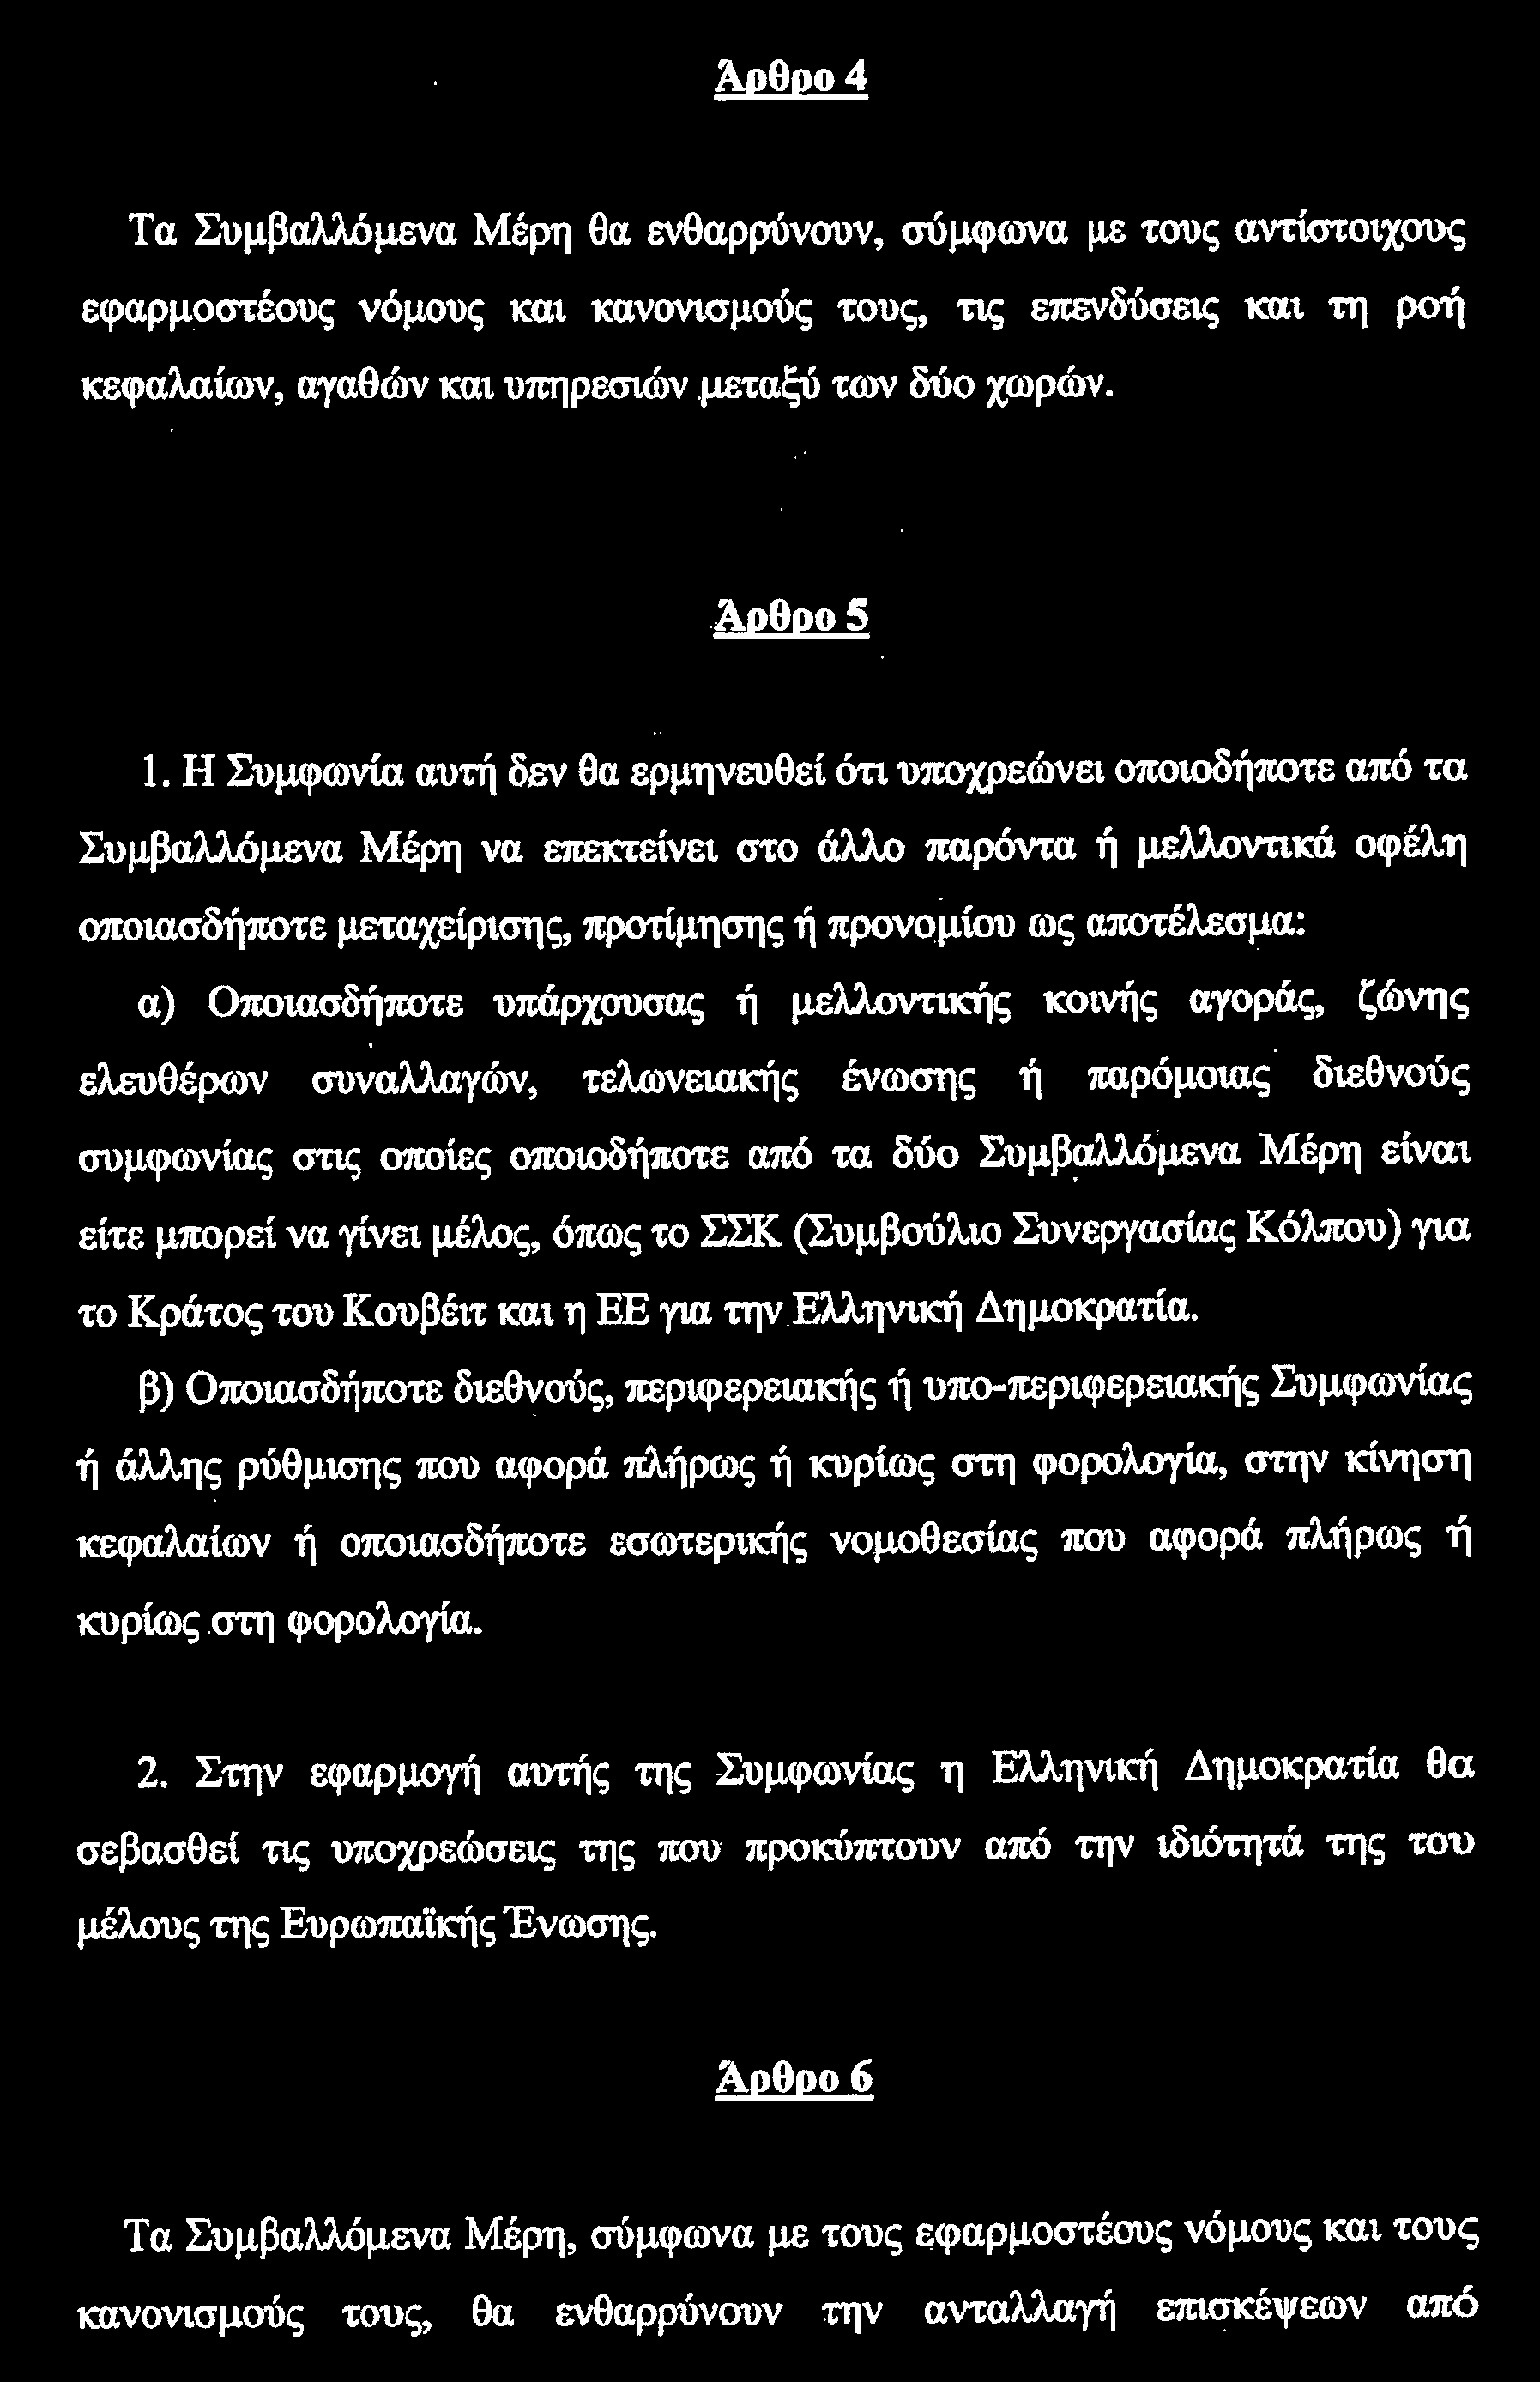 Άρθρο 4
Τα Συμβαλλόμενα Μέρη θα ενθαρρύνουν, σύμφωνα με τους αντίστοιχους
εφαρμοστέους νόμους και κανονισμούς τους, τις επενδύσεις και τη ροή
κεφαλαίων, αγαθών και υπηρεσιών μεταξύ των δύο χωρών.
Άρθρο 5
1. Η Συμφωνία αυτή δεν θα ερμηνευθεί ότι υποχρεώνει οποιοδήποτε από τα
Συμβαλλόμενα Μέρη να επεκτείνει στο άλλο παρόντα ή μελλοντικά οφέλη
οποιασδήποτε μεταχείρισης, προτίμησης ή προνομίου ως αποτέλεσμα:
α) Οποιασδήποτε υπάρχουσας ή μελλοντικής κοινής αγοράς, ζώνης
ελευθέρων συναλλαγών, τελωνειακής ένωσης ή παρόμοιας διεθνούς
συμφωνίας στις οποίες οποιοδήποτε από τα δύο Συμβαλλόμενα Μέρη είναι
είτε μπορεί να γίνει μέλος, όπως το ΣΣΚ (Συμβούλιο Συνεργασίας Κόλπου) για
το Κράτος του Κουβέιτ και η ΕΕ για την Ελληνική Δημοκρατία.
β) Οποιασδήποτε διεθνούς, περιφερειακής ή υπο-περιφερειακής Συμφωνίας
ή άλλης ρύθμισης που αφορά πλήρως ή κυρίως στη φορολογία, στην κίνηση
κεφαλαίων ή οποιασδήποτε εσωτερικής νομοθεσίας που αφορά πλήρως ή
κυρίως στη φορολογία.
2. Στην εφαρμογή αυτής της Συμφωνίας η Ελληνική Δημοκρατία θα
σεβασθεί τις υποχρεώσεις της που προκύπτουν από την ιδιότητά της του
μέλους της Ευρωπαϊκής Ένωσης.
Άρθρο 6
Τα Συμβαλλόμενα Μέρη, σύμφωνα με τους εφαρμοστέους νόμους και τους
κανονισμούς τους, θα ενθαρρύνουν την ανταλλαγή επισκέψεων από